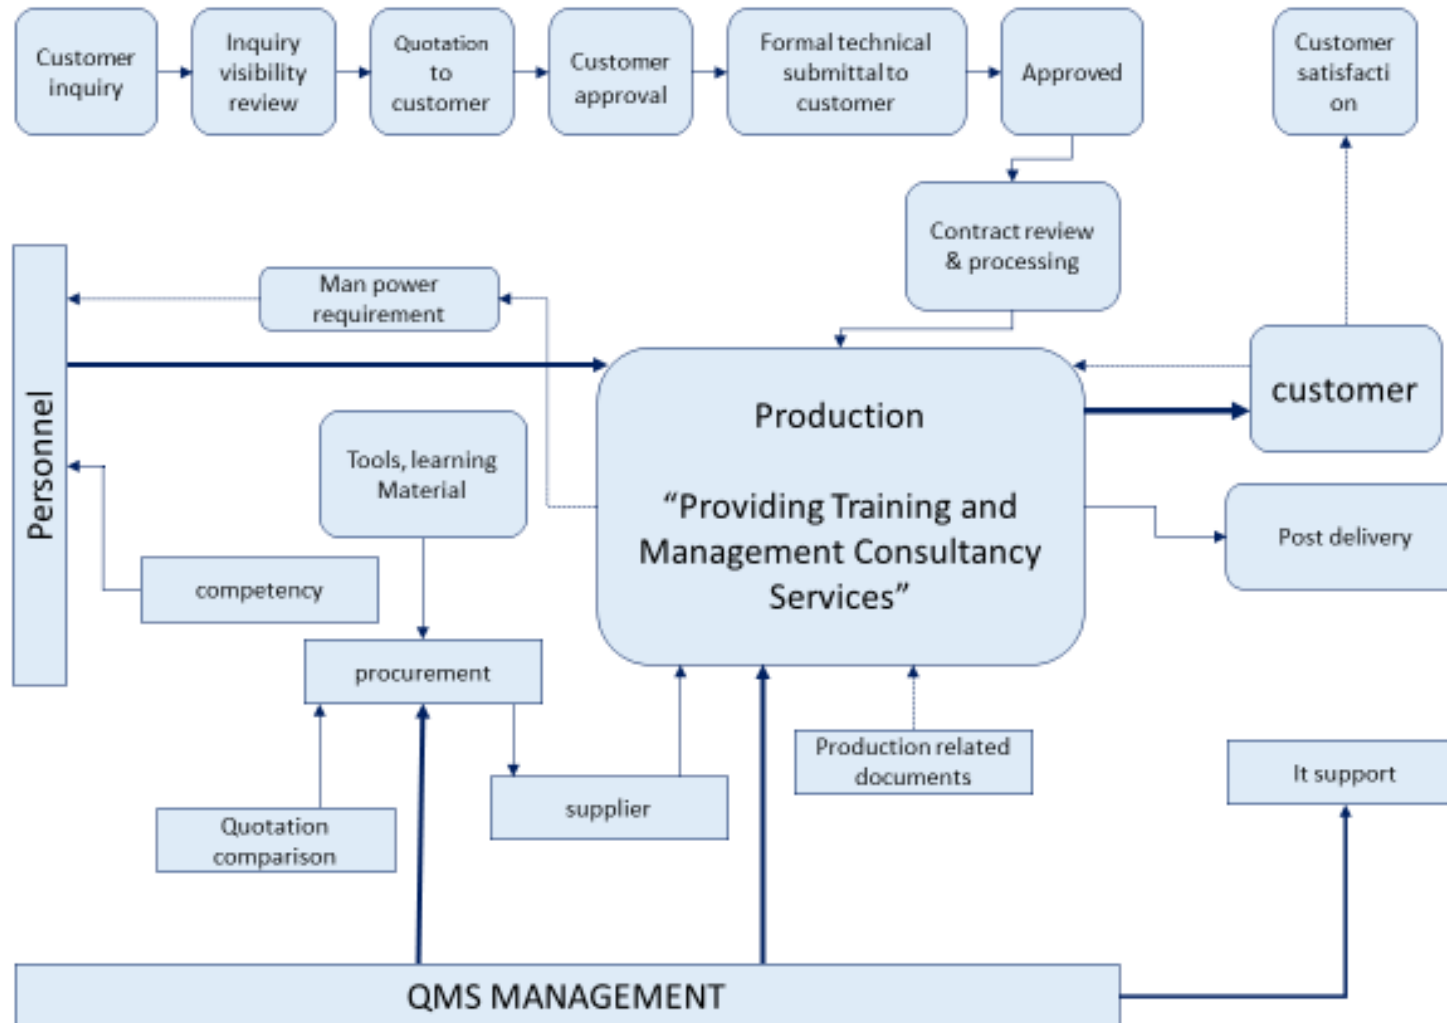 Customer
inquiry
Inquiry
visibility
review
Quotation
to
customer
Customer
approval
Formal technical
submittal to
customer
Approved
Customer
satisfacti
on
Contract review
& processing
Man power
requirement
Personnel
customer
Production
“Providing Training and
Management Consultancy
Services”
Tools, learning
Material
Post delivery
competency
procurement
Production related
documents
It support
supplier
Quotation
comparison
QMS MANAGEMENT